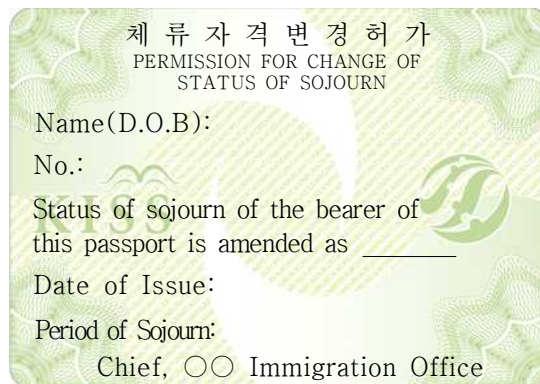 체 류 자 격 변 경 허 가
PERMISSION FOR CHANGE OF
STATUS OF SOJOURN
Name(D.O.B):
No.:
KISS
Status of sojourn of the bearer of
this passport is amended as ______
Date of Issue:
Period of Sojourn:
Chief, ○○ Immigration Office